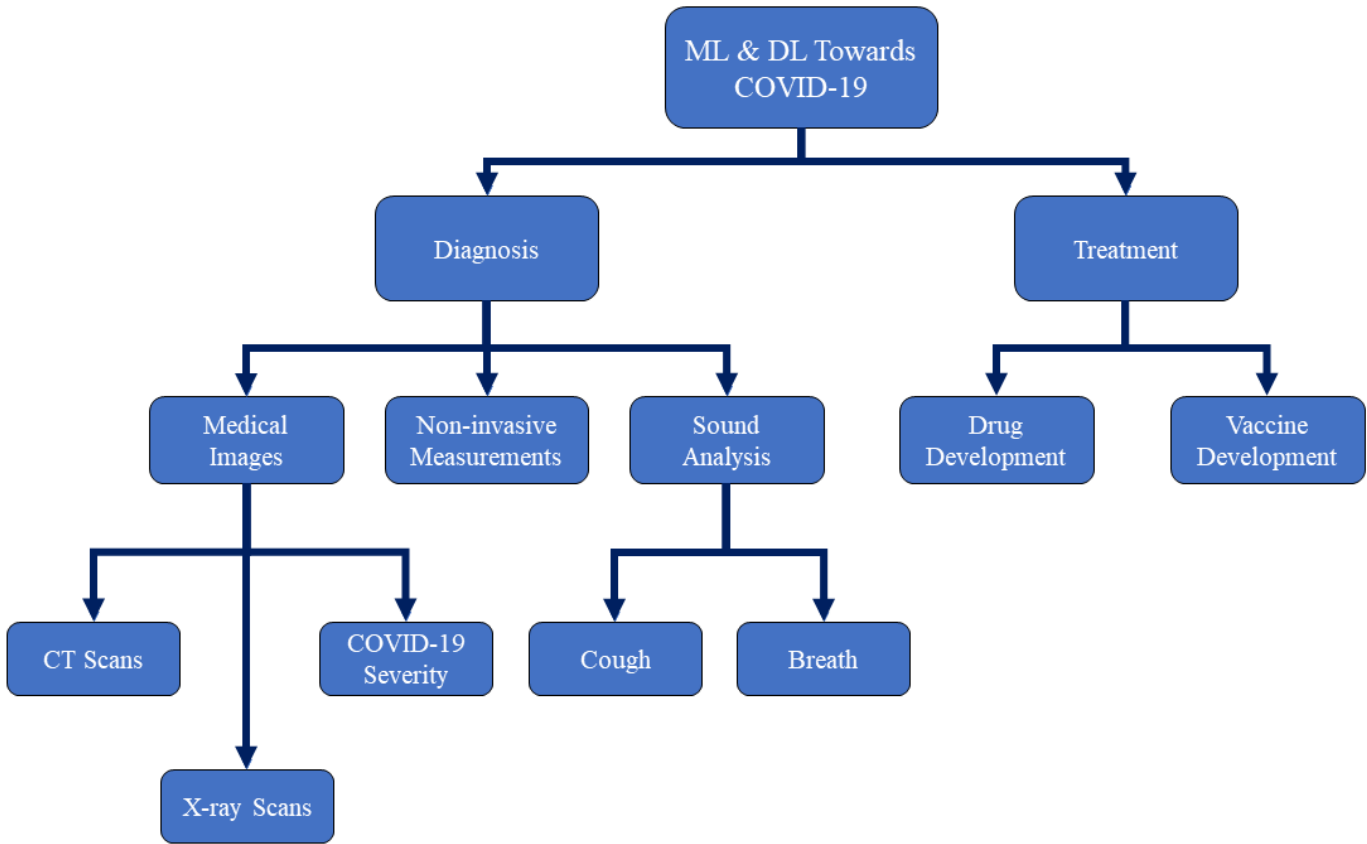 ML & DL Towards
COVID-19
Diagnosis
Treatment
Medical
Images
Non-invasive
Measurements
Sound
Analysis
Drug
Development
Vaccine
Development
CT Scans
COVID-19
Severity
Cough
Breath
X-ray Scans